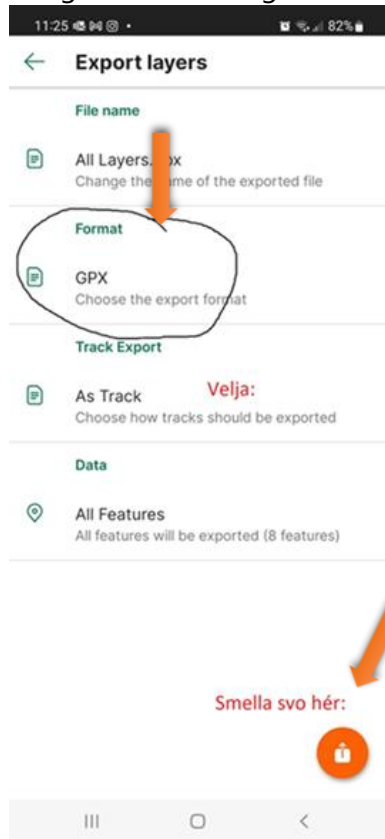 11:25
82%
Export layers
File name
All Layers.
Change the name of the exported file
Format
GPX
Choose the export format
Track Export
As Track
Velja:
Choose how tracks should be exported
Data
All Features
All features will be exported (8 features)
Smella svo hér: